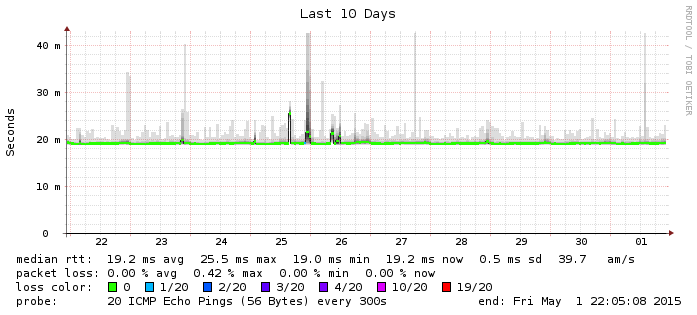 Last 10 Days
RRDTOOL / TOBI OETIKER
Seconds
40 m
30 m
20 m
10 m
0
22 23 24 25 26 27 28 29 30 01
median rtt: 19.2 ms avg 25.5 ms max 19.0 ms min 19.2 ms now 0.5 ms sd 39.7 am/s
packet loss: 0.00 % avg 0.42 % max 0.00 % min 0.00 % now
loss color: 0 1/20 2/20 3/20 4/20 10/20 19/20
probe: 20 ICMP Echo Pings (56 Bytes) every 300s end: Fri May 1 22:05:08 2015